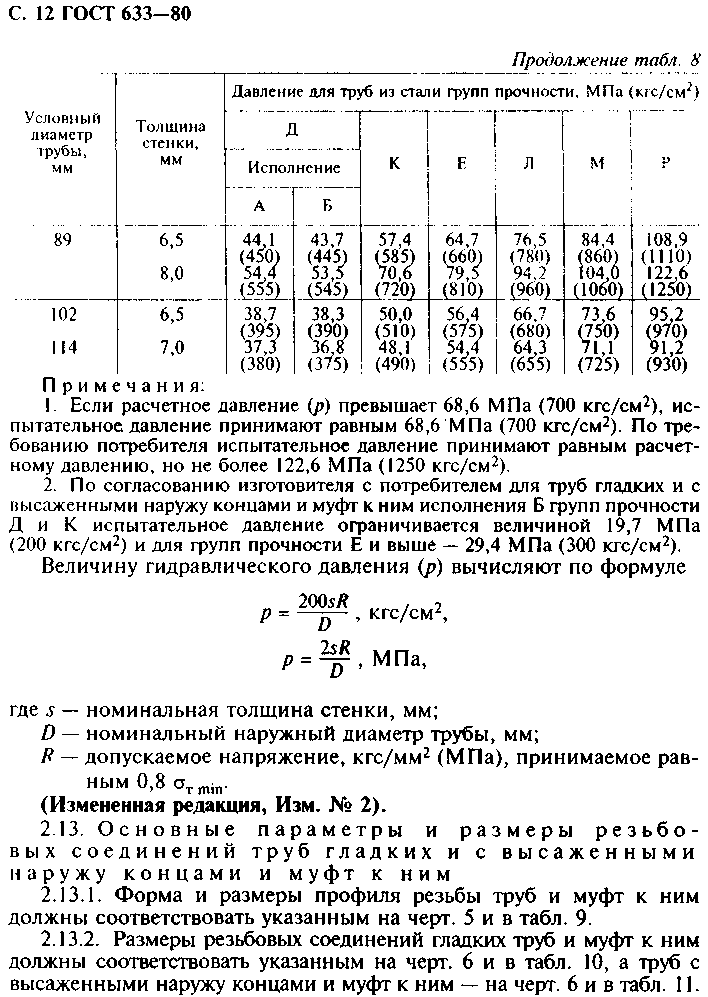 С. 12 ГОСТ 633—80
Продолжение табл. 8
Условный диаметр трубы, мм
Толщина стенки, мм
Давление для труб из стали групп прочности, МПа (кгс/см²)
Д К Е Л М Р
Исполнение
А Б
89 6,5 44,1 43,7 57,4 64,7 76,5 84,4 108,9
(450) (445) (585) (660) (780) (860) (1110)
8,0 54,4 53,5 70,6 79,5 94,2 104,0 122,6
(555) (545) (720) (810) (960) (1060) (1250)
102 6,5 38,7 38,3 50,0 56,4 66,7 73,6 95,2
(395) (390) (510) (575) (680) (750) (970)
114 7,0 37,3 36,8 48,1 54,4 64,3 71,1 91,2
(380) (375) (490) (555) (655) (725) (930)
Примечания:
1. Если расчетное давление (p) превышает 68,6 МПа (700 кгс/см²), ис-
пытательное давление принимают равным 68,6 МПа (700 кгс/см²). По тре-
бованию потребителя испытательное давление принимают равным расчет-
ному давлению, но не более 122,6 МПа (1250 кгс/см²).
2. По согласованию изготовителя с потребителем для труб гладких и с
высаженными наружу концами и муфт к ним исполнения Б групп прочности
Д и К испытательное давление ограничивается величиной 19,7 МПа
(200 кгс/см²) и для групп прочности Е и выше — 29,4 МПа (300 кгс/см²).
Величину гидравлического давления (p) вычисляют по формуле
p = 200sR/D , кгс/см²,
p = 2sR/D , МПа,
где s — номинальная толщина стенки, мм;
D — номинальный наружный диаметр трубы, мм;
R — допускаемое напряжение, кгс/мм² (МПа), принимаемое рав-
ным 0,8 σт min.
(Измененная редакция, Изм. № 2).
2.13. Основные параметры и размеры резьбо-
вых соединений труб гладких и с высаженными
наружу концами и муфт к ним
2.13.1. Форма и размеры профиля резьбы труб и муфт к ним
должны соответствовать указанным на черт. 5 и в табл. 9.
2.13.2. Размеры резьбовых соединений гладких труб и муфт к ним
должны соответствовать указанным на черт. 6 и в табл. 10, а труб с
высаженными наружу концами и муфт к ним — на черт. 6 и в табл. 11.